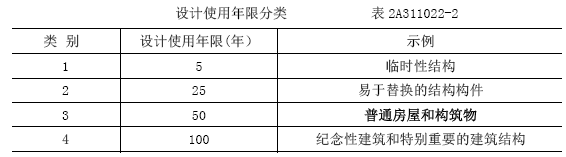 设计使用年限分类 表 2A311022-2
类 别 设计使用年限(年) 示例
1 5 临时性结构
2 25 易于替换的结构构件
3 50 普通房屋和构筑物
4 100 纪念性建筑和特别重要的建筑结构